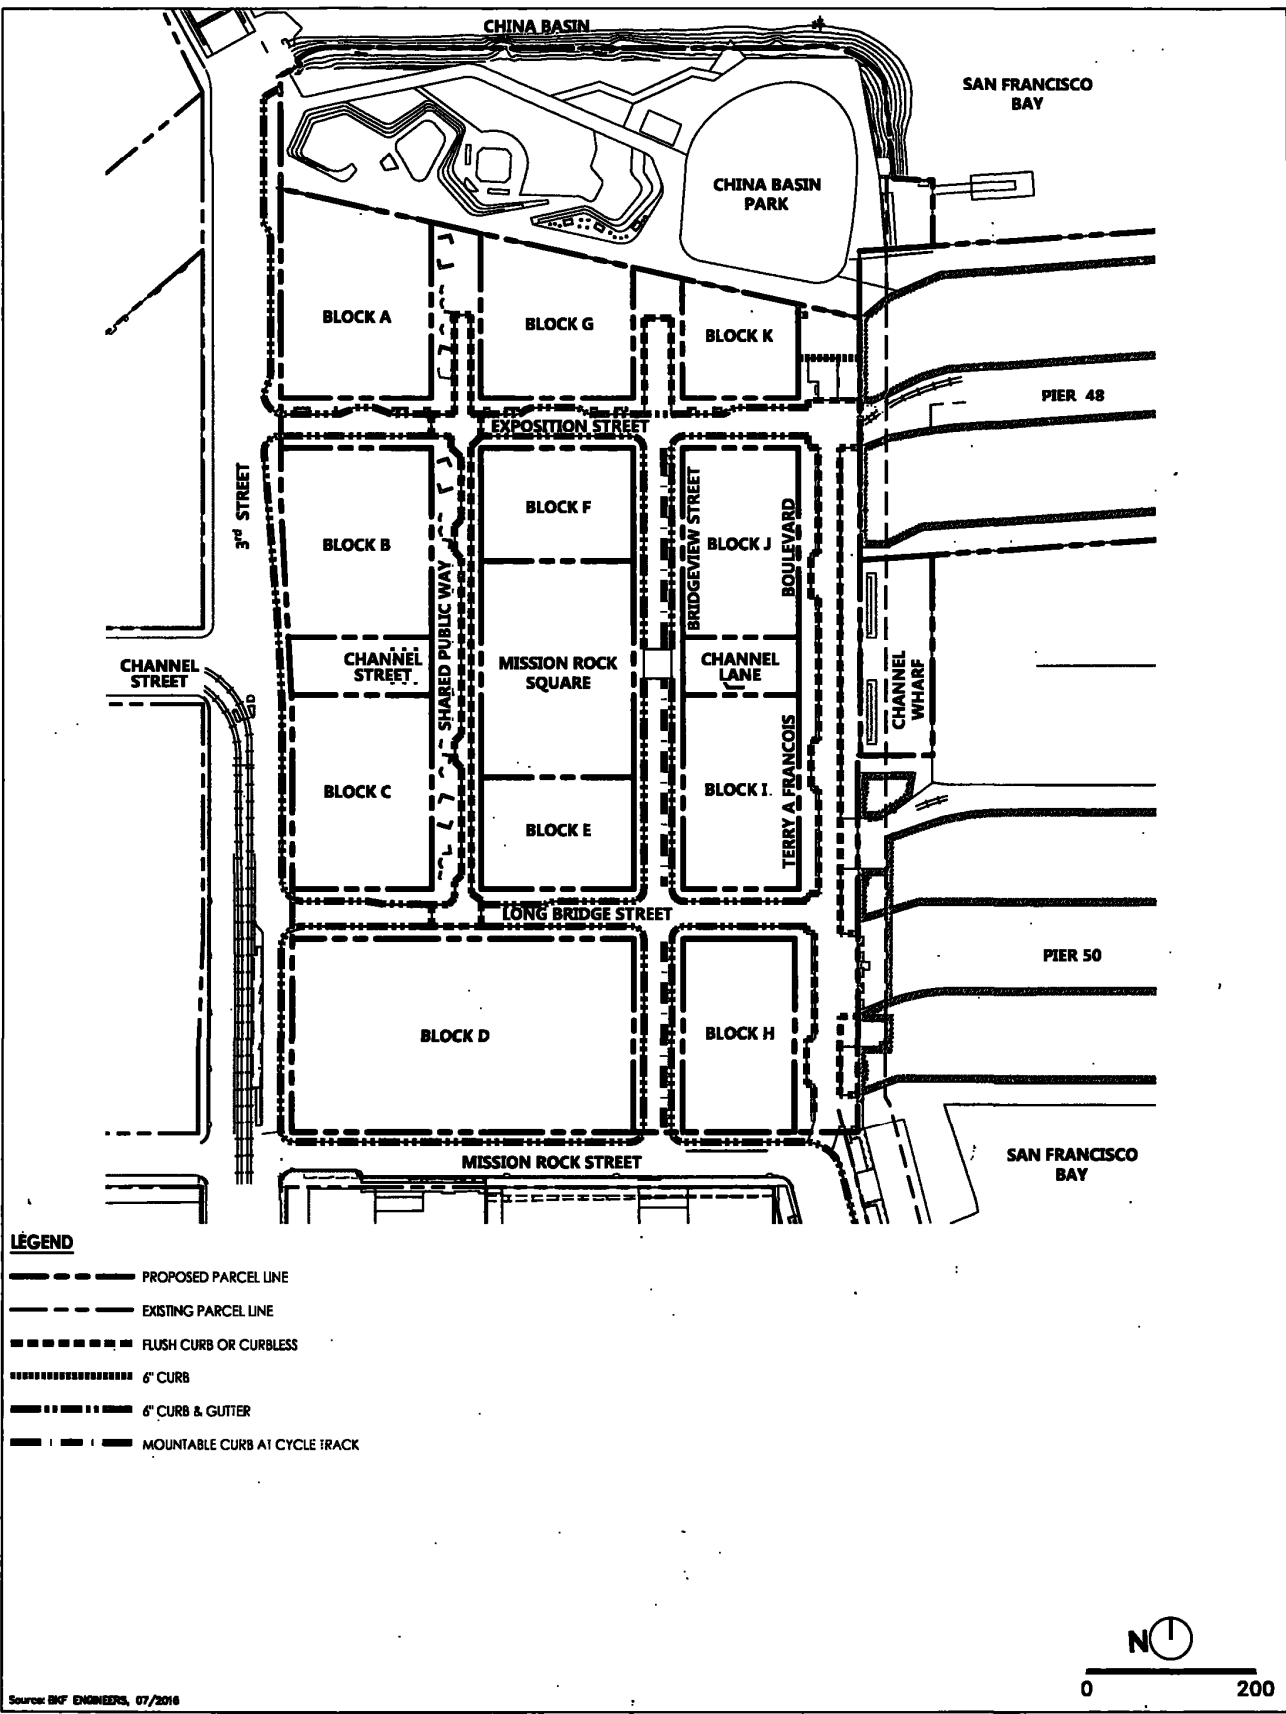 CHINA BASIN
SAN FRANCISCO
BAY
CHINA BASIN
PARK
BLOCK A
BLOCK G
BLOCK K
PIER 48
EXPOSITION STREET
3rd STREET
BLOCK B
SHARED PUBLIC WAY
BLOCK F
BRIDGEVIEW STREET
BLOCK J
TERRY A FRANCOIS BOULEVARD
CHANNEL
STREET
CHANNEL
STREET
MISSION ROCK
SQUARE
CHANNEL
LANE
CHANNEL
WHARF
BLOCK C
BLOCK E
BLOCK I
LONG BRIDGE STREET
BLOCK D
BLOCK H
PIER 50
MISSION ROCK STREET
SAN FRANCISCO
BAY
LEGEND
PROPOSED PARCEL LINE
EXISTING PARCEL LINE
FLUSH CURB OR CURBLESS
6" CURB
6" CURB & GUTTER
MOUNTABLE CURB AT CYCLE TRACK
N
0 200
Source: BKF ENGINEERS, 07/2016